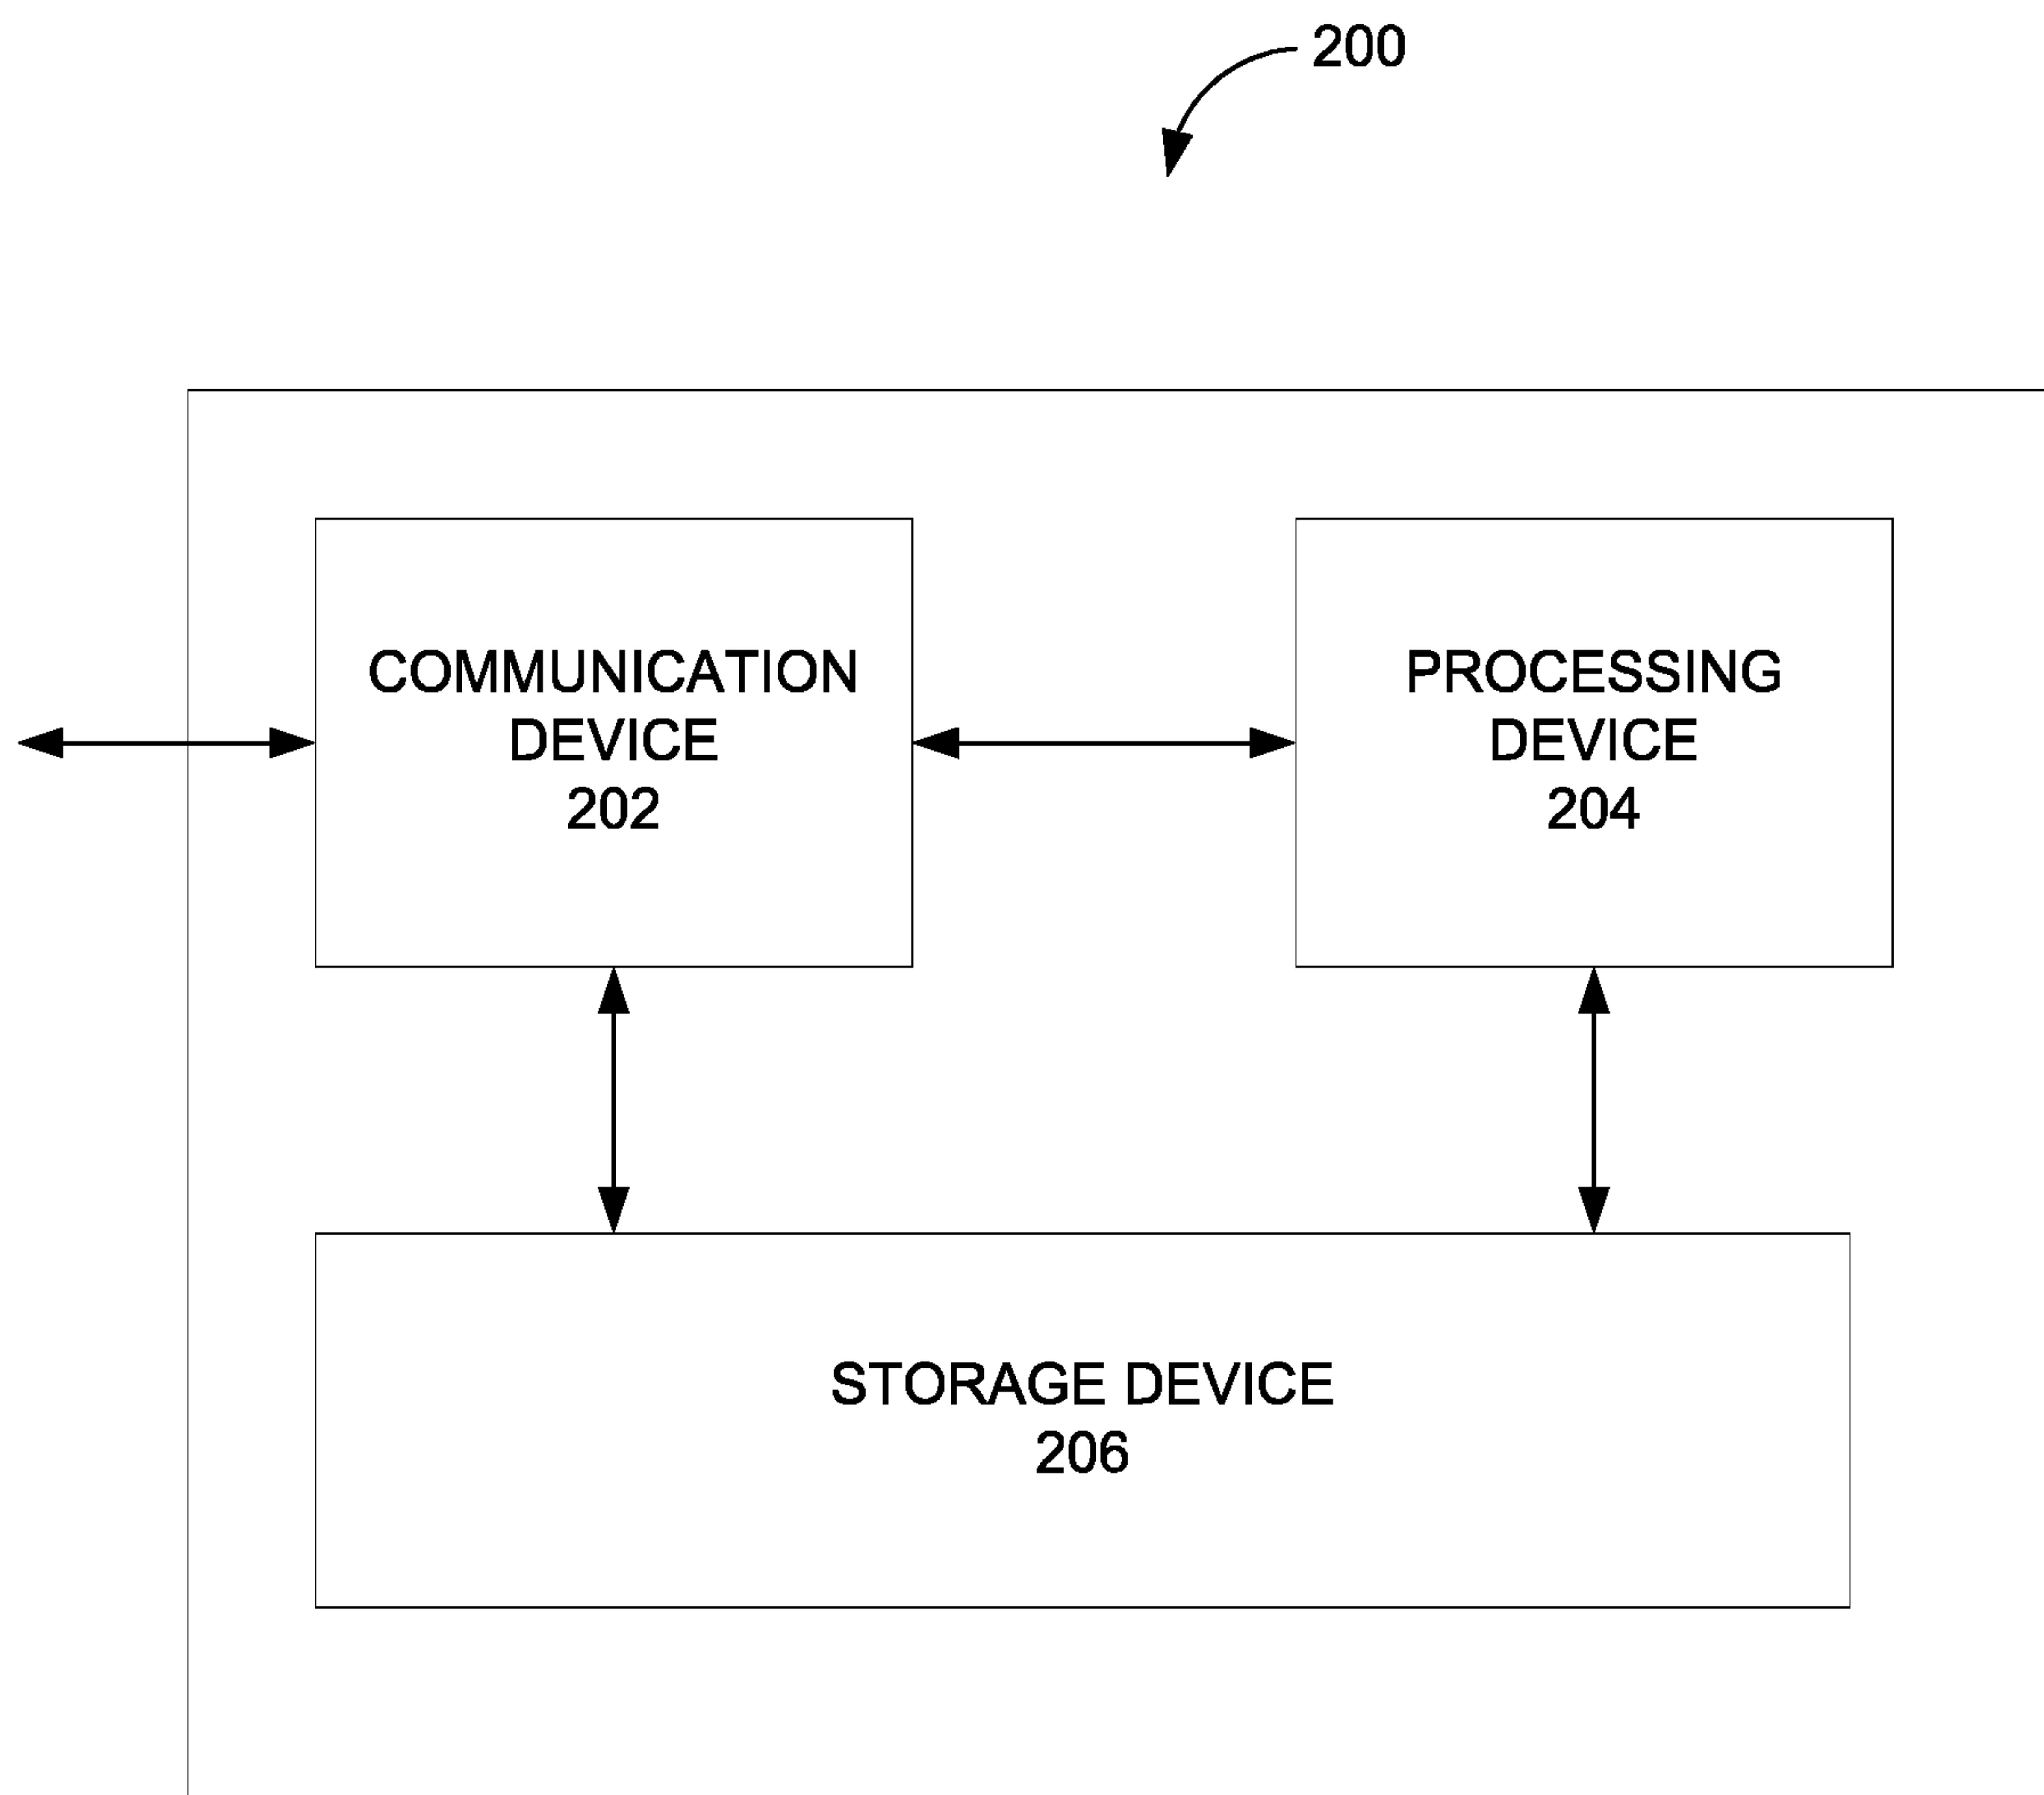 200
COMMUNICATION
DEVICE
202
PROCESSING
DEVICE
204
STORAGE DEVICE
206